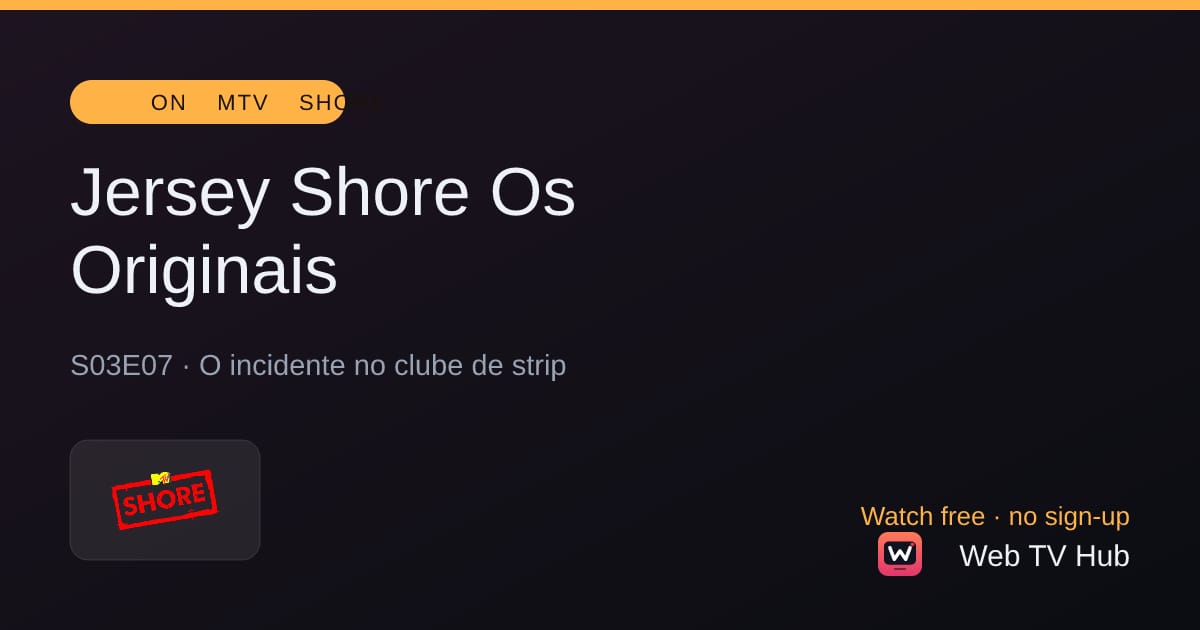 ON MTV SHORE
Jersey Shore Os
Originais
S03E07 · O incidente no clube de strip
SHORE
Watch free · no sign-up
W Web TV Hub